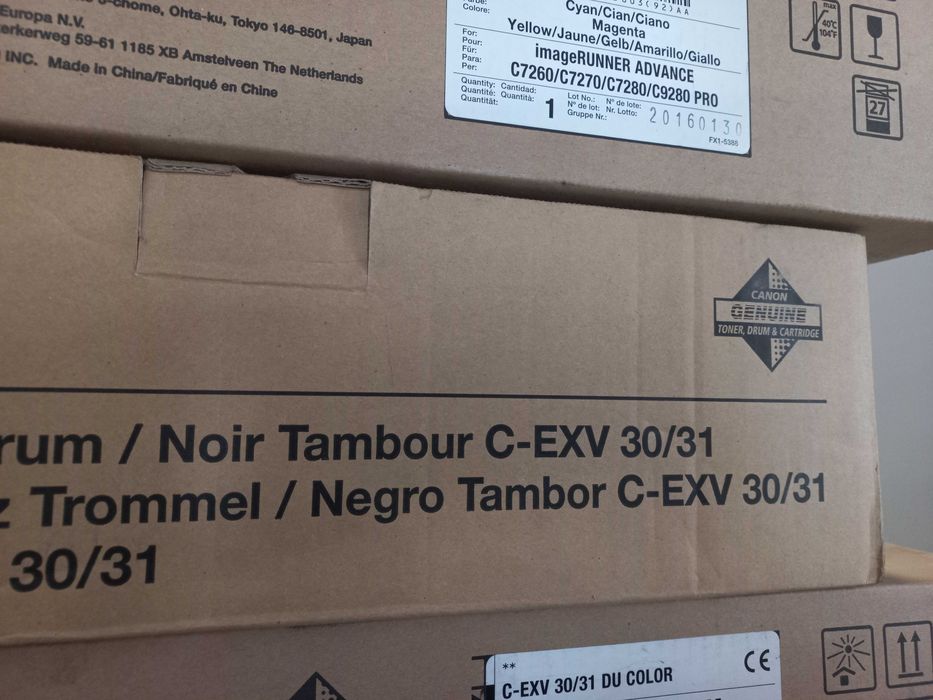 -chome, Ohta-ku, Tokyo 146-8501, Japan
Europa N.V.
59-61 1185 XB Amstelveen The Netherlands
INC. Made in China/Fabriqué en Chine
Colore:
Cyan/Cian/Ciano
Magenta
Yellow/Jaune/Gelb/Amarillo/Giallo
For:
Pour:
Für:
Para:
Per:
imageRUNNER ADVANCE
C7260/C7270/C7280/C9280 PRO
Quantity: Cantidad:
Quantité: Quantità:
Quantität:
1
Lot No.: N° de lote:
N° de lot: Nr. Lotto:
Gruppe Nr.:
20160130
FX1-5386
max
40°C
104°F
27
CANON
GENUINE
TONER, DRUM & CARTRIDGE
rum / Noir Tambour C-EXV 30/31
z Trommel / Negro Tambor C-EXV 30/31
30/31
**
C-EXV 30/31 DU COLOR
CE